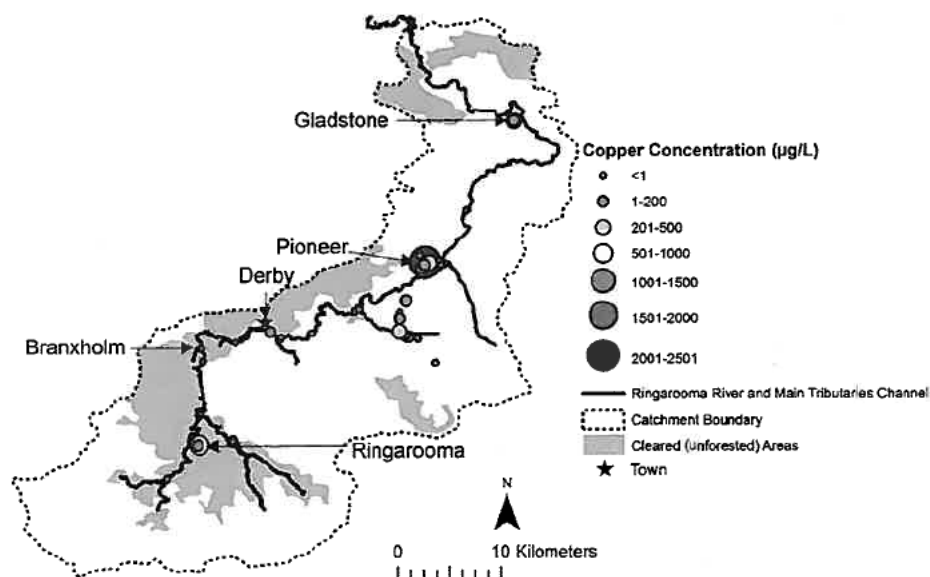 Gladstone
Copper Concentration (µg/L)
<1
1-200
201-500
501-1000
1001-1500
1501-2000
2001-2501
Pioneer
Derby
Branxholm
Ringarooma River and Main Tributaries Channel
Catchment Boundary
Cleared (unforested) Areas
Town
Ringarooma
N
0 10 Kilometers